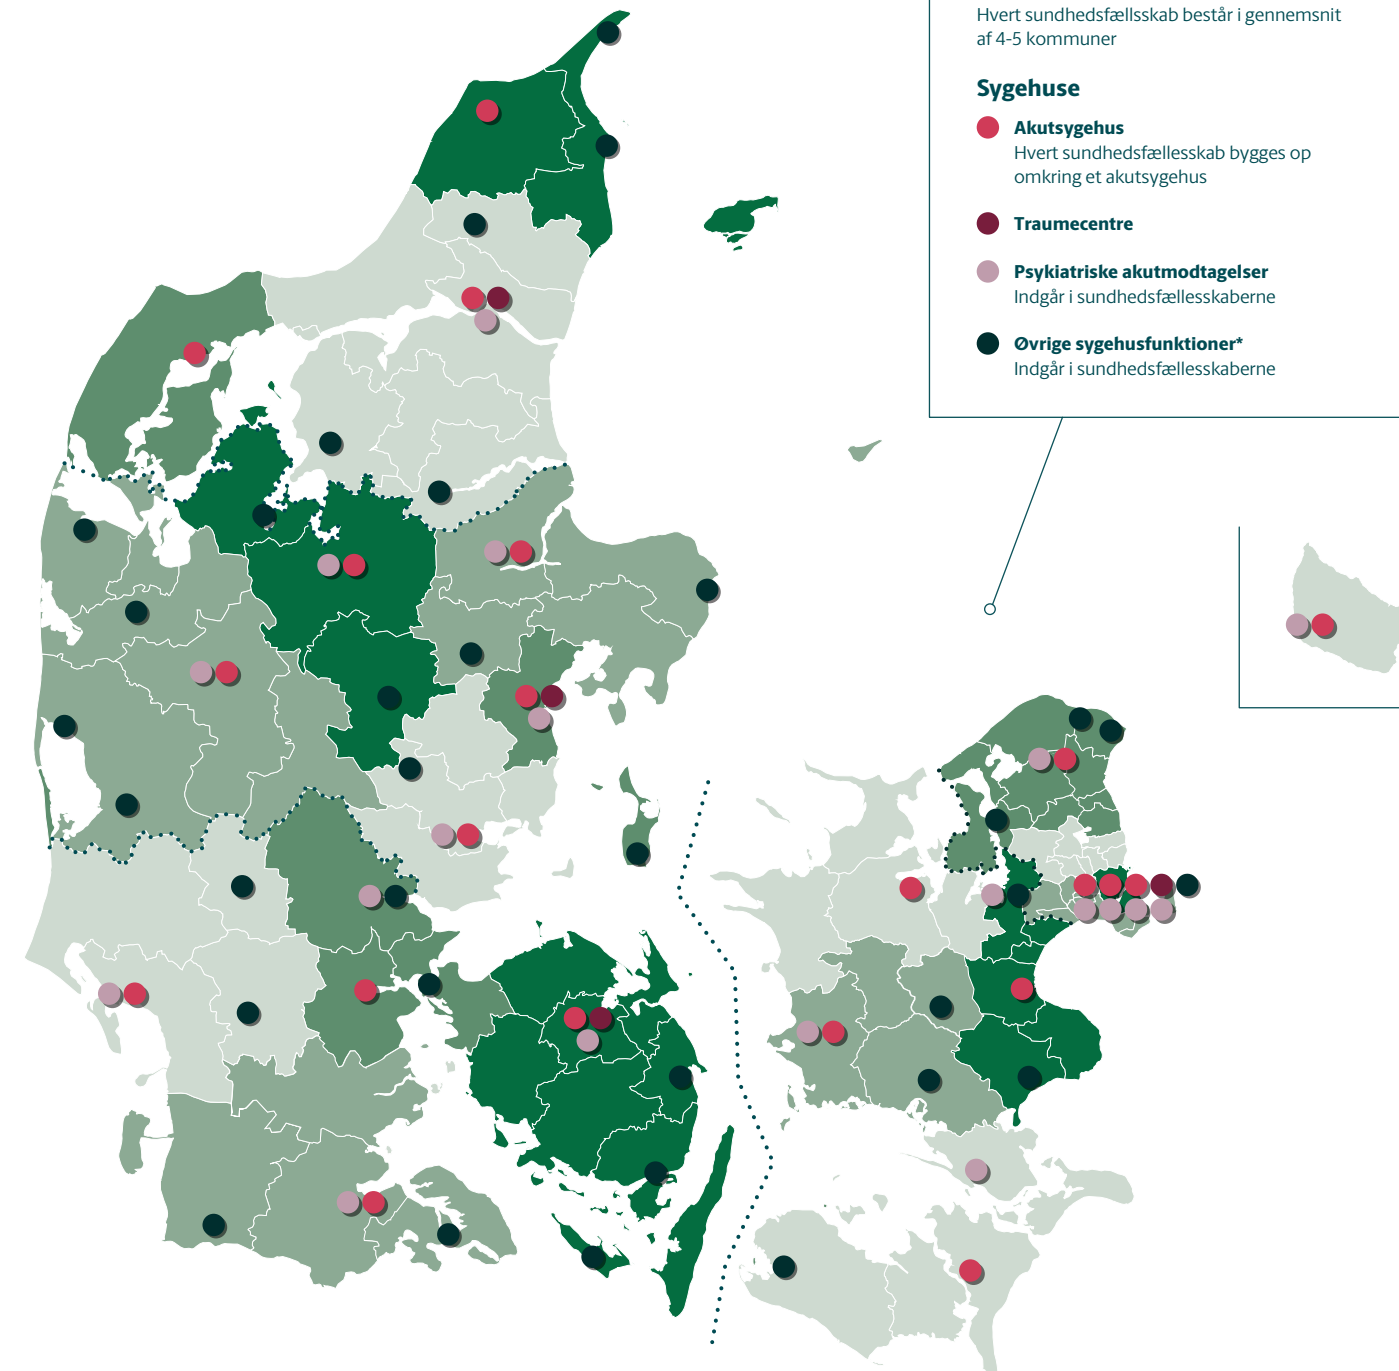 Hvert sundhedsfællsskab består i gennemsnit
af 4-5 kommuner
Sygehuse
Akutsygehus
Hvert sundhedsfællesskab bygges op
omkring et akutsygehus
Traumecentre
Psykiatriske akutmodtagelser
Indgår i sundhedsfællesskaberne
Øvrige sygehusfunktioner*
Indgår i sundhedsfællesskaberne